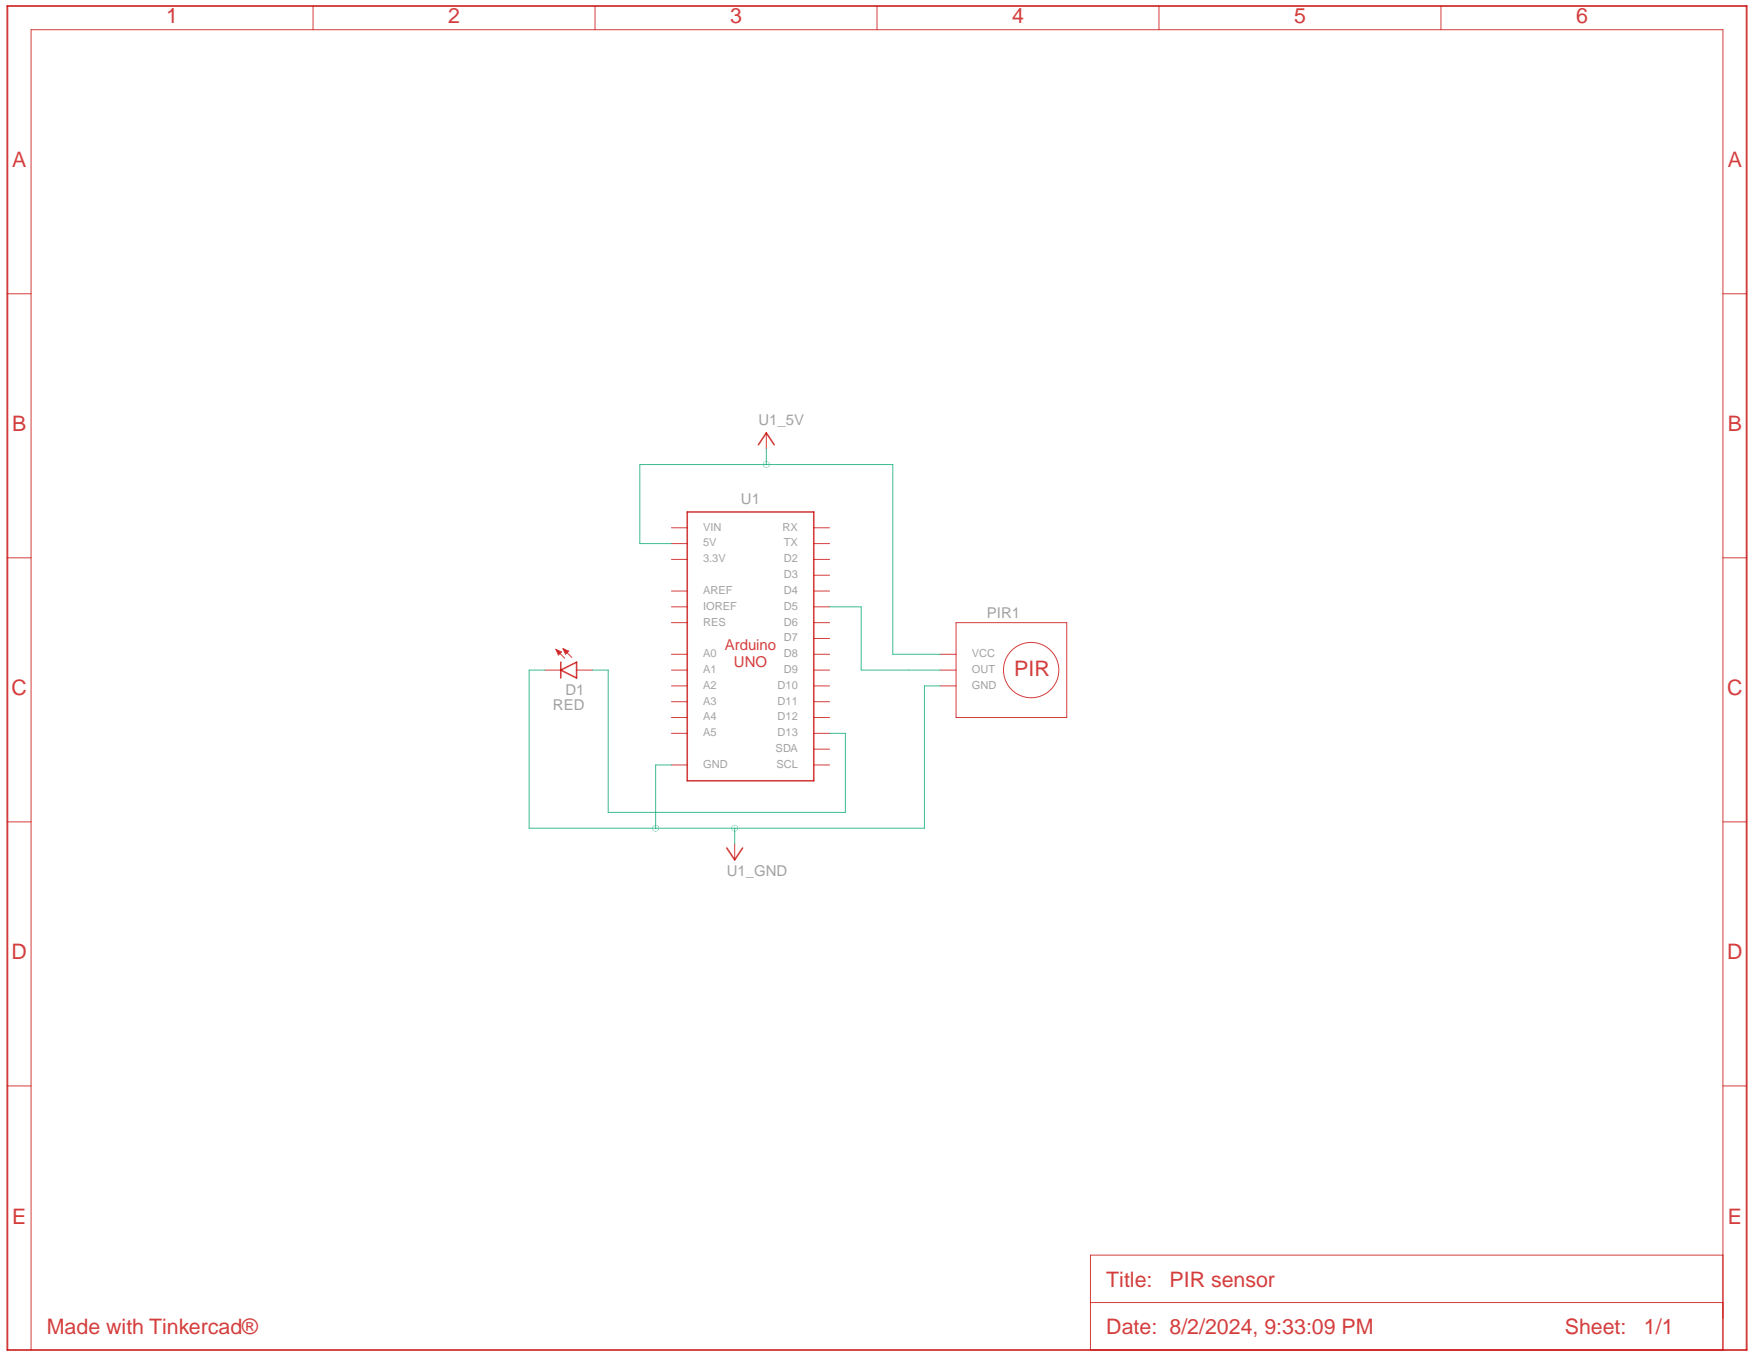 1 2 3 4 5 6
A A
B B
U1_5V
U1
VIN RX
5V TX
3.3V D2
D3
AREF D4
IOREF D5
RES D6
D7
Arduino
UNO
A0 D8
A1 D9
A2 D10
A3 D11
A4 D12
A5 D13
SDA
GND SCL
PIR1
VCC
OUT
GND
PIR
D1
RED
C C
U1_GND
D D
E E
Title: PIR sensor
Date: 8/2/2024, 9:33:09 PM Sheet: 1/1
Made with Tinkercad®